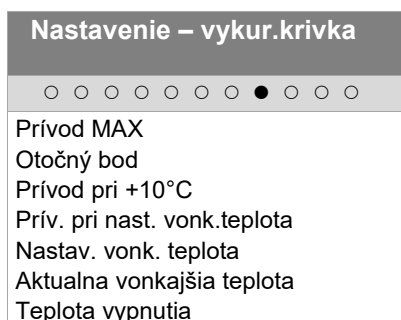 Nastavenie – vykur.krivka
Prívod MAX
Otočný bod
Prívod pri +10°C
Prív. pri nast. vonk.teplota
Nastav. vonk. teplota
Aktualna vonkajšia teplota
Teplota vypnutia